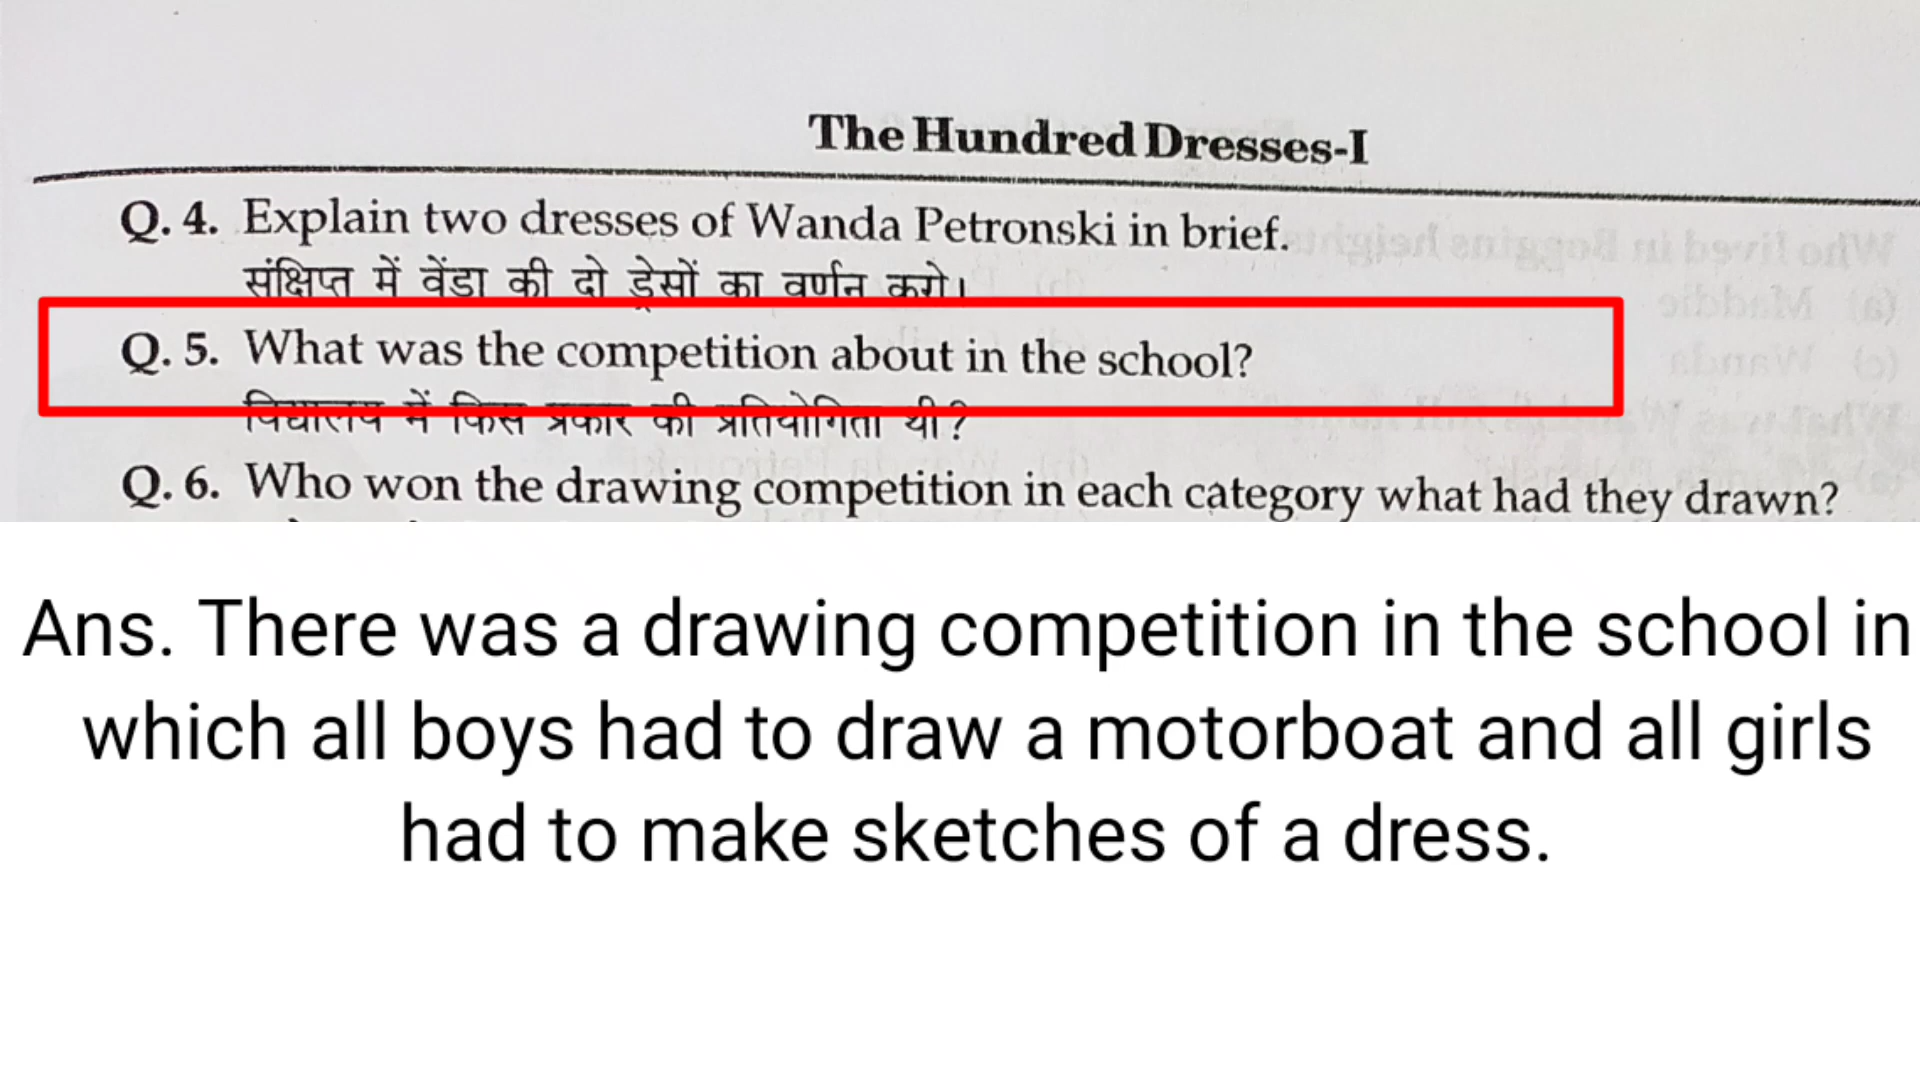 The Hundred Dresses-I
Q. 4. Explain two dresses of Wanda Petronski in brief.
संक्षिप्त में वेंडा की दो ड्रेसों का वर्णन करो।
Q. 5. What was the competition about in the school?
विद्यालय में किस प्रकार की प्रतियोगिता थी?
Q. 6. Who won the drawing competition in each category what had they drawn?
Ans. There was a drawing competition in the school in
which all boys had to draw a motorboat and all girls
had to make sketches of a dress.